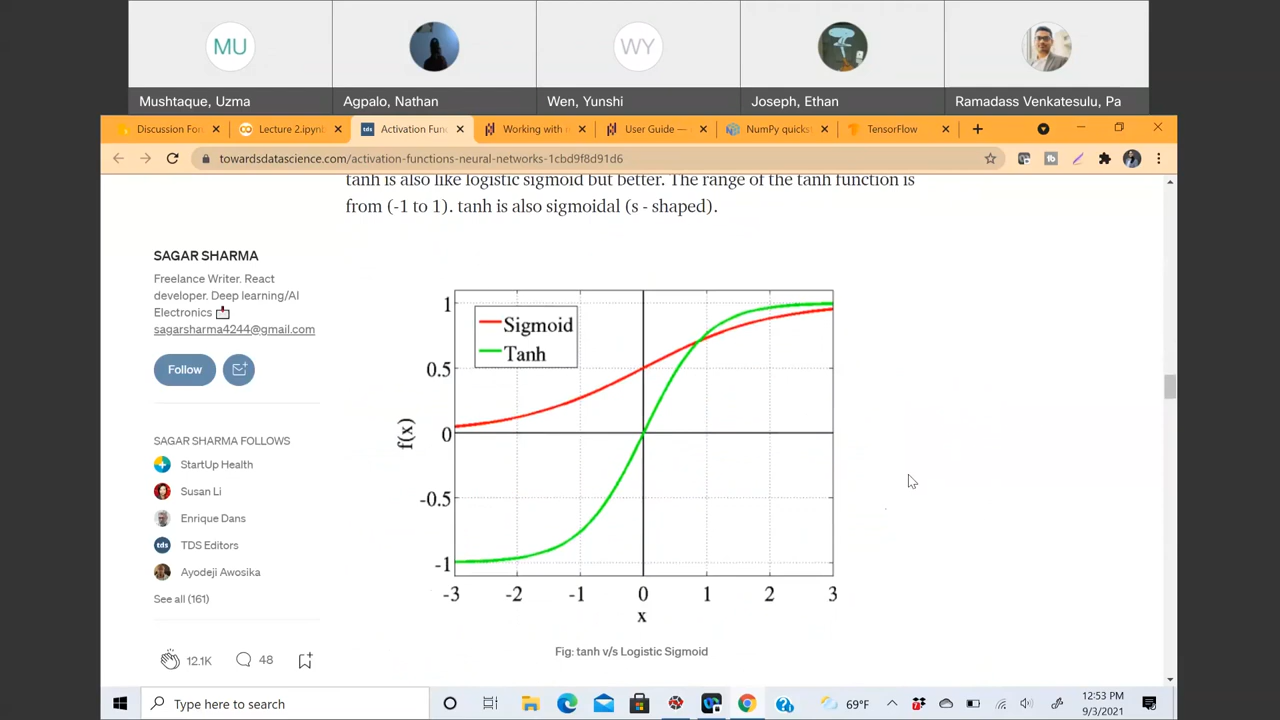 MU
WY
Mushtaque, Uzma
Agpalo, Nathan
Wen, Yunshi
Joseph, Ethan
Ramadass Venkatesulu, Pa
Discussion For
Lecture 2.ipynb
tds
Activation Func
Working with
User Guide —
NumPy quicks
TensorFlow
towardsdatascience.com/activation-functions-neural-networks-1cbd9f8d91d6
tanh is also like logistic sigmoid but better. The range of the tanh function is
from (-1 to 1). tanh is also sigmoidal (s - shaped).
SAGAR SHARMA
Freelance Writer. React
developer. Deep learning/AI
Electronics
sagarsharma4244@gmail.com
Follow
SAGAR SHARMA FOLLOWS
StartUp Health
Susan Li
Enrique Dans
tds
TDS Editors
Ayodeji Awosika
See all (161)
12.1K
48
Sigmoid
Tanh
1
0.5
0
-0.5
-1
f(x)
-3 -2 -1 0 1 2 3
x
Fig: tanh v/s Logistic Sigmoid
Type here to search
69°F
12:53 PM
9/3/2021